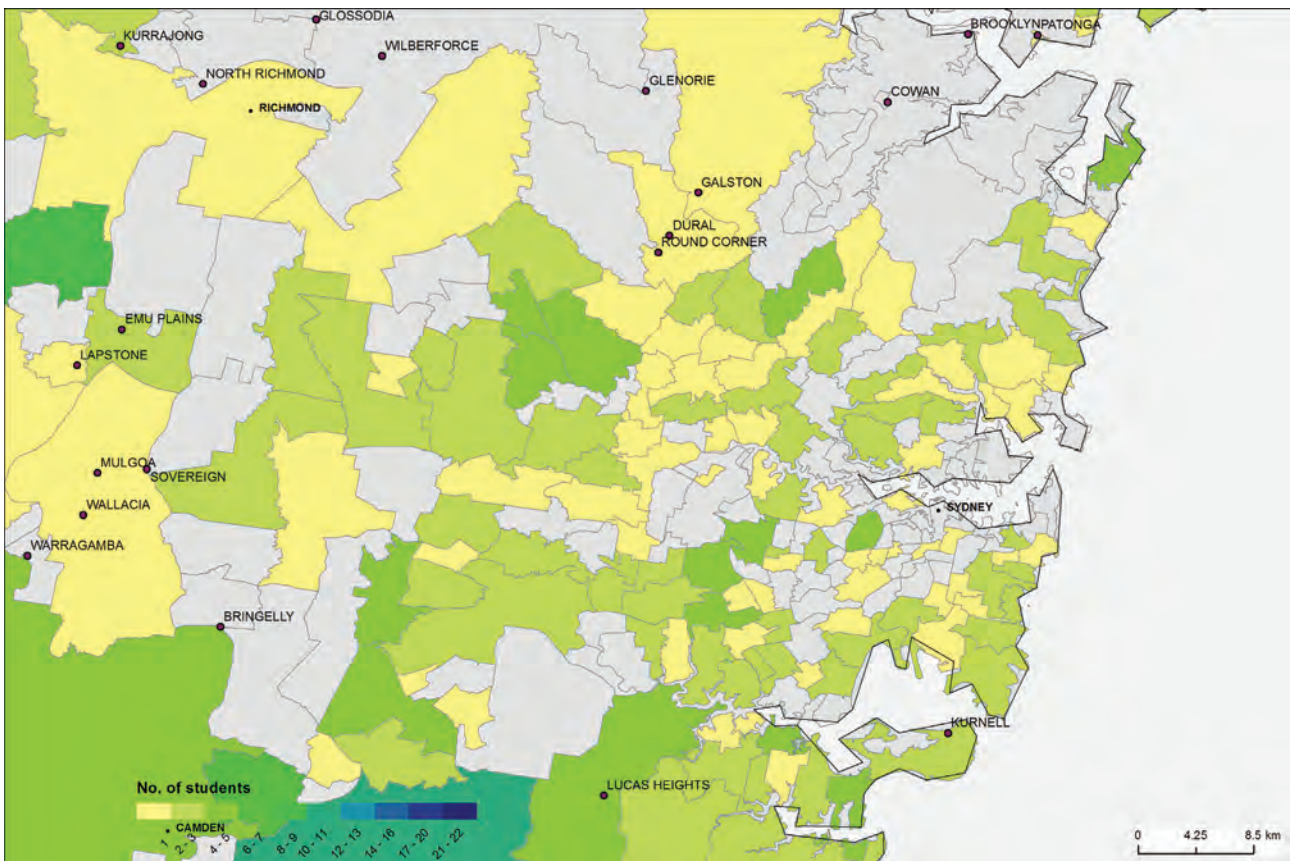 GLOSSODIA
BROOKLYN PATONGA
KURRAJONG
WILBERFORCE
NORTH RICHMOND
GLENORIE
COWAN
RICHMOND
GALSTON
DURAL
ROUND CORNER
EMU PLAINS
LAPSTONE
MULGOA
SOVEREIGN
WALLACIA
SYDNEY
WARRAGAMBA
BRINGELLY
KURNELL
LUCAS HEIGHTS
No. of students
CAMDEN
1
2 - 3
4 - 5
6 - 7
8 - 9
10 - 11
12 - 13
14 - 16
17 - 20
21 - 22
0 4.25 8.5 km